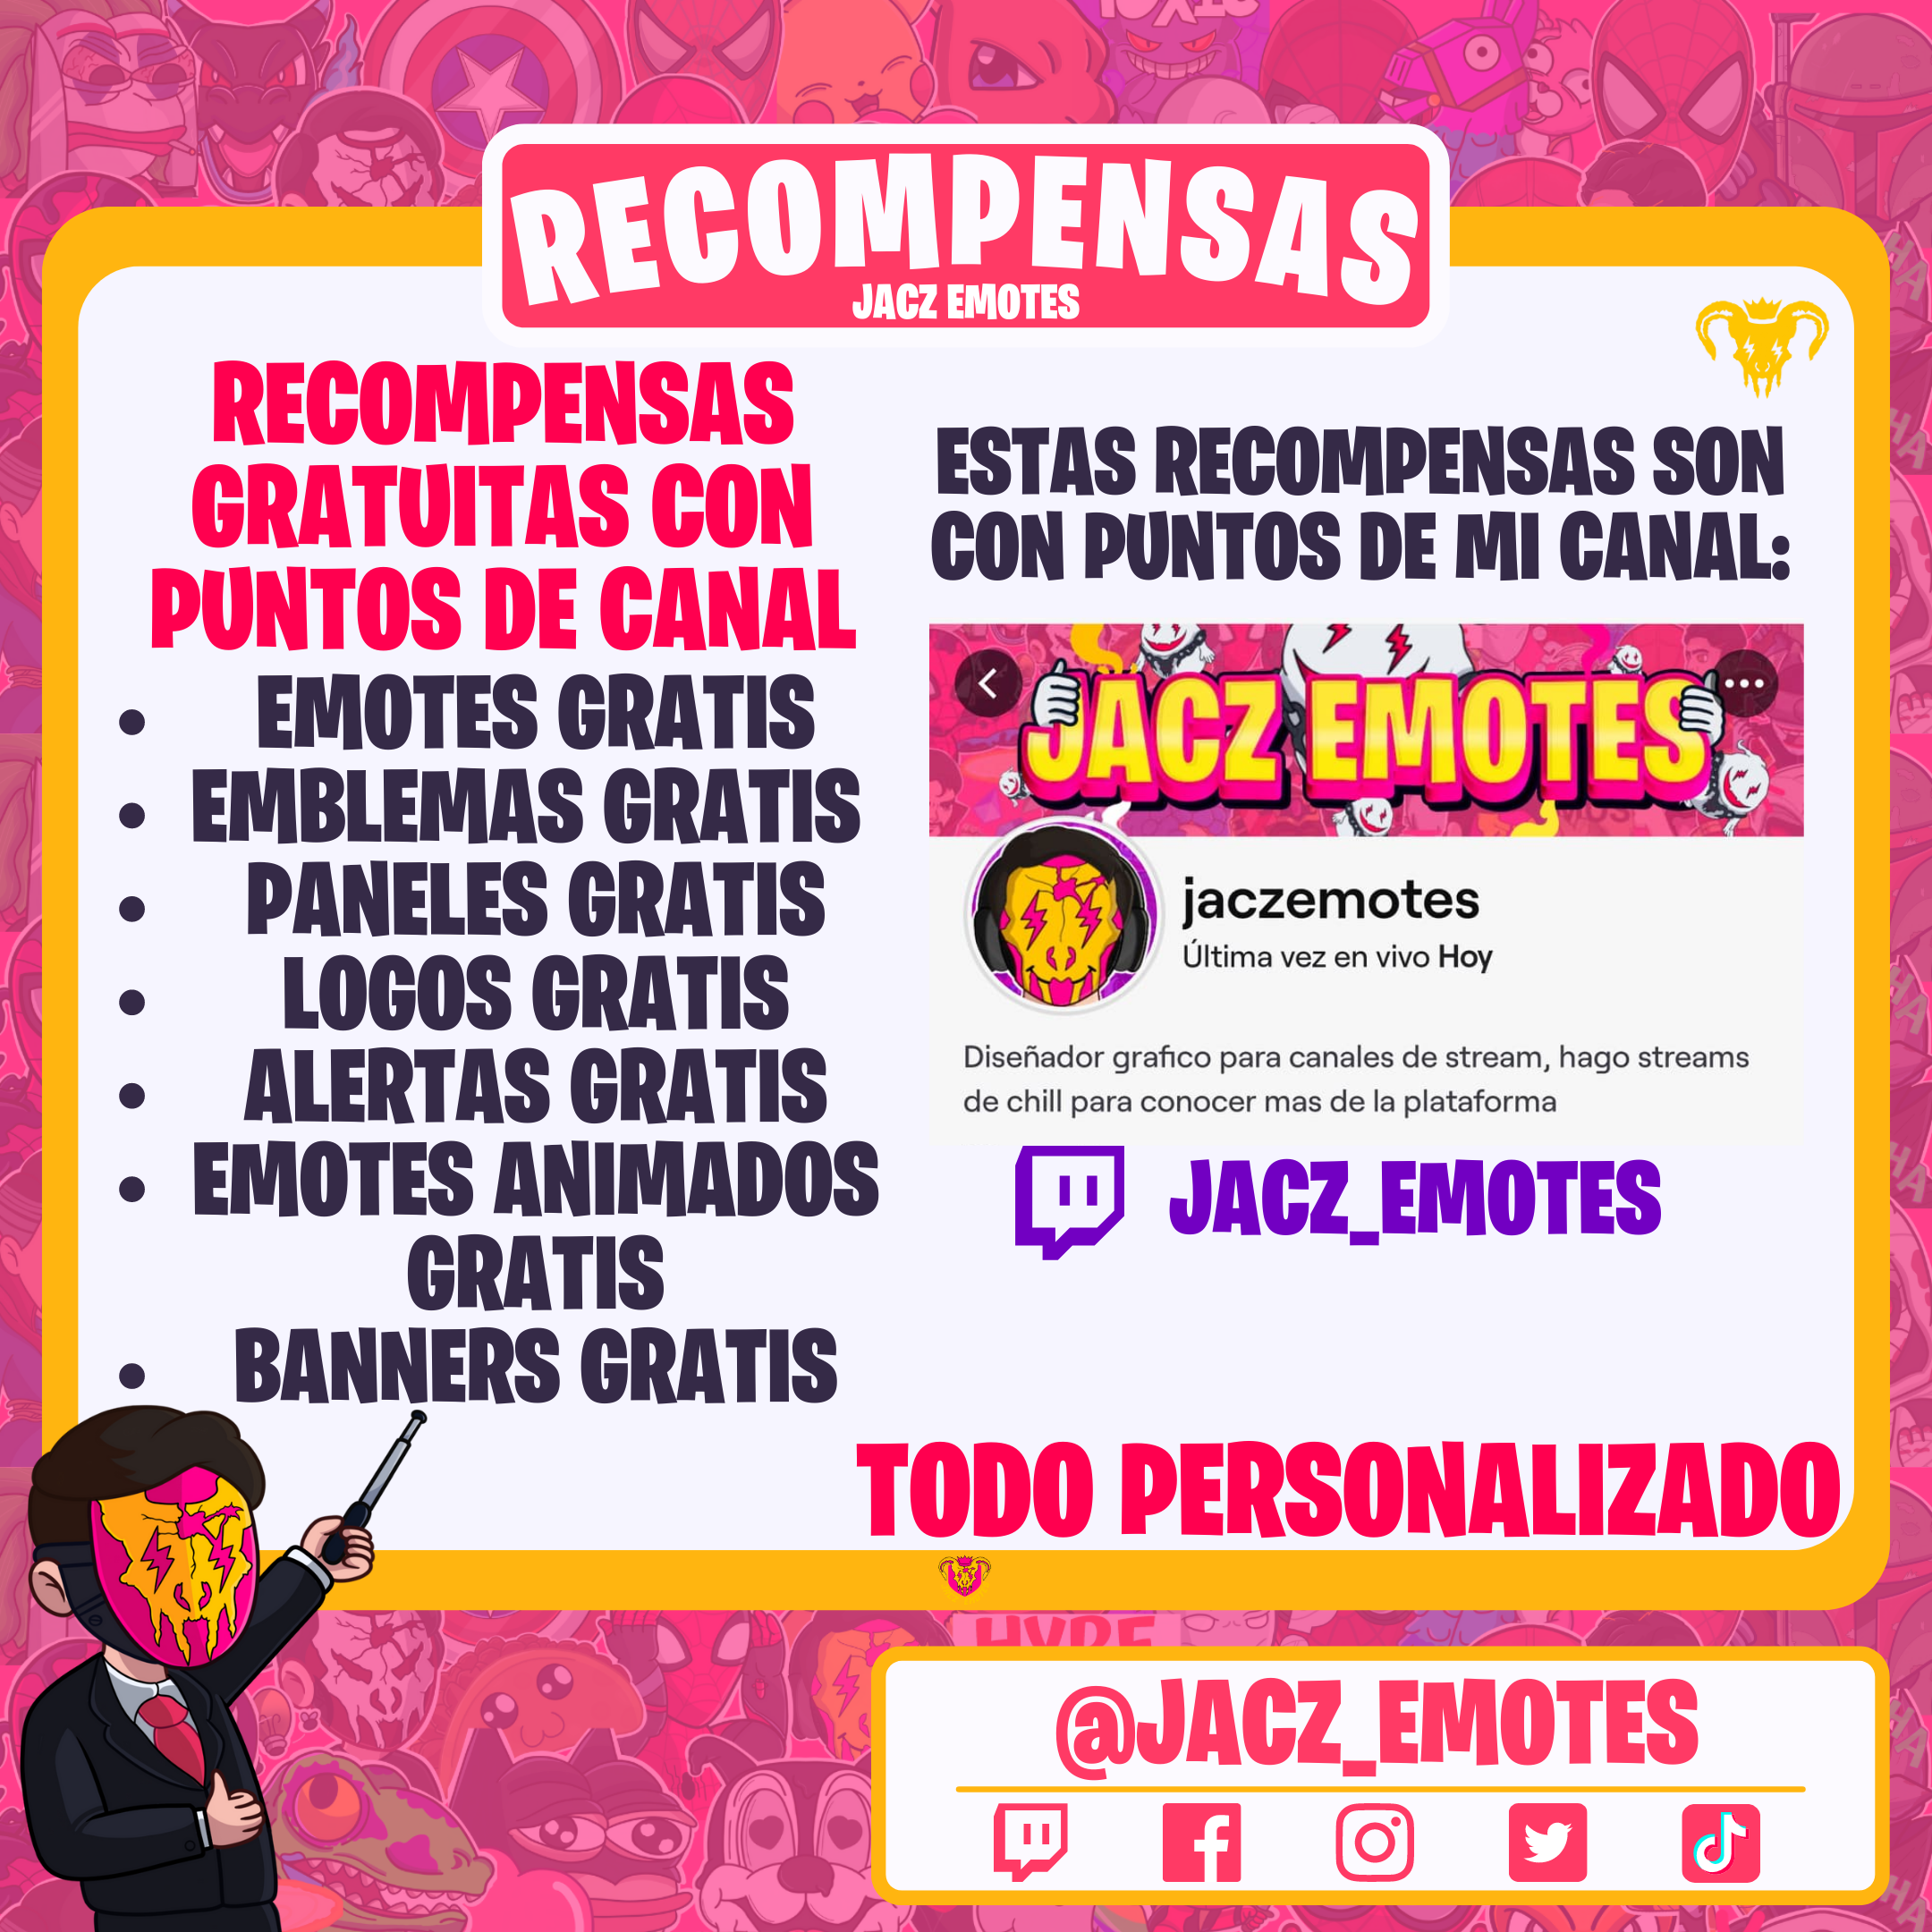 RECOMPENSAS
JACZ EMOTES
RECOMPENSAS
GRATUITAS CON
PUNTOS DE CANAL
• EMOTES GRATIS
• EMBLEMAS GRATIS
• PANELES GRATIS
• LOGOS GRATIS
• ALERTAS GRATIS
• EMOTES ANIMADOS
GRATIS
• BANNERS GRATIS
ESTAS RECOMPENSAS SON
CON PUNTOS DE MI CANAL:
JACZ EMOTES
jaczemotes
Última vez en vivo Hoy
Diseñador grafico para canales de stream, hago streams
de chill para conocer mas de la plataforma
JACZ_EMOTES
TODO PERSONALIZADO
HYPE
@JACZ_EMOTES